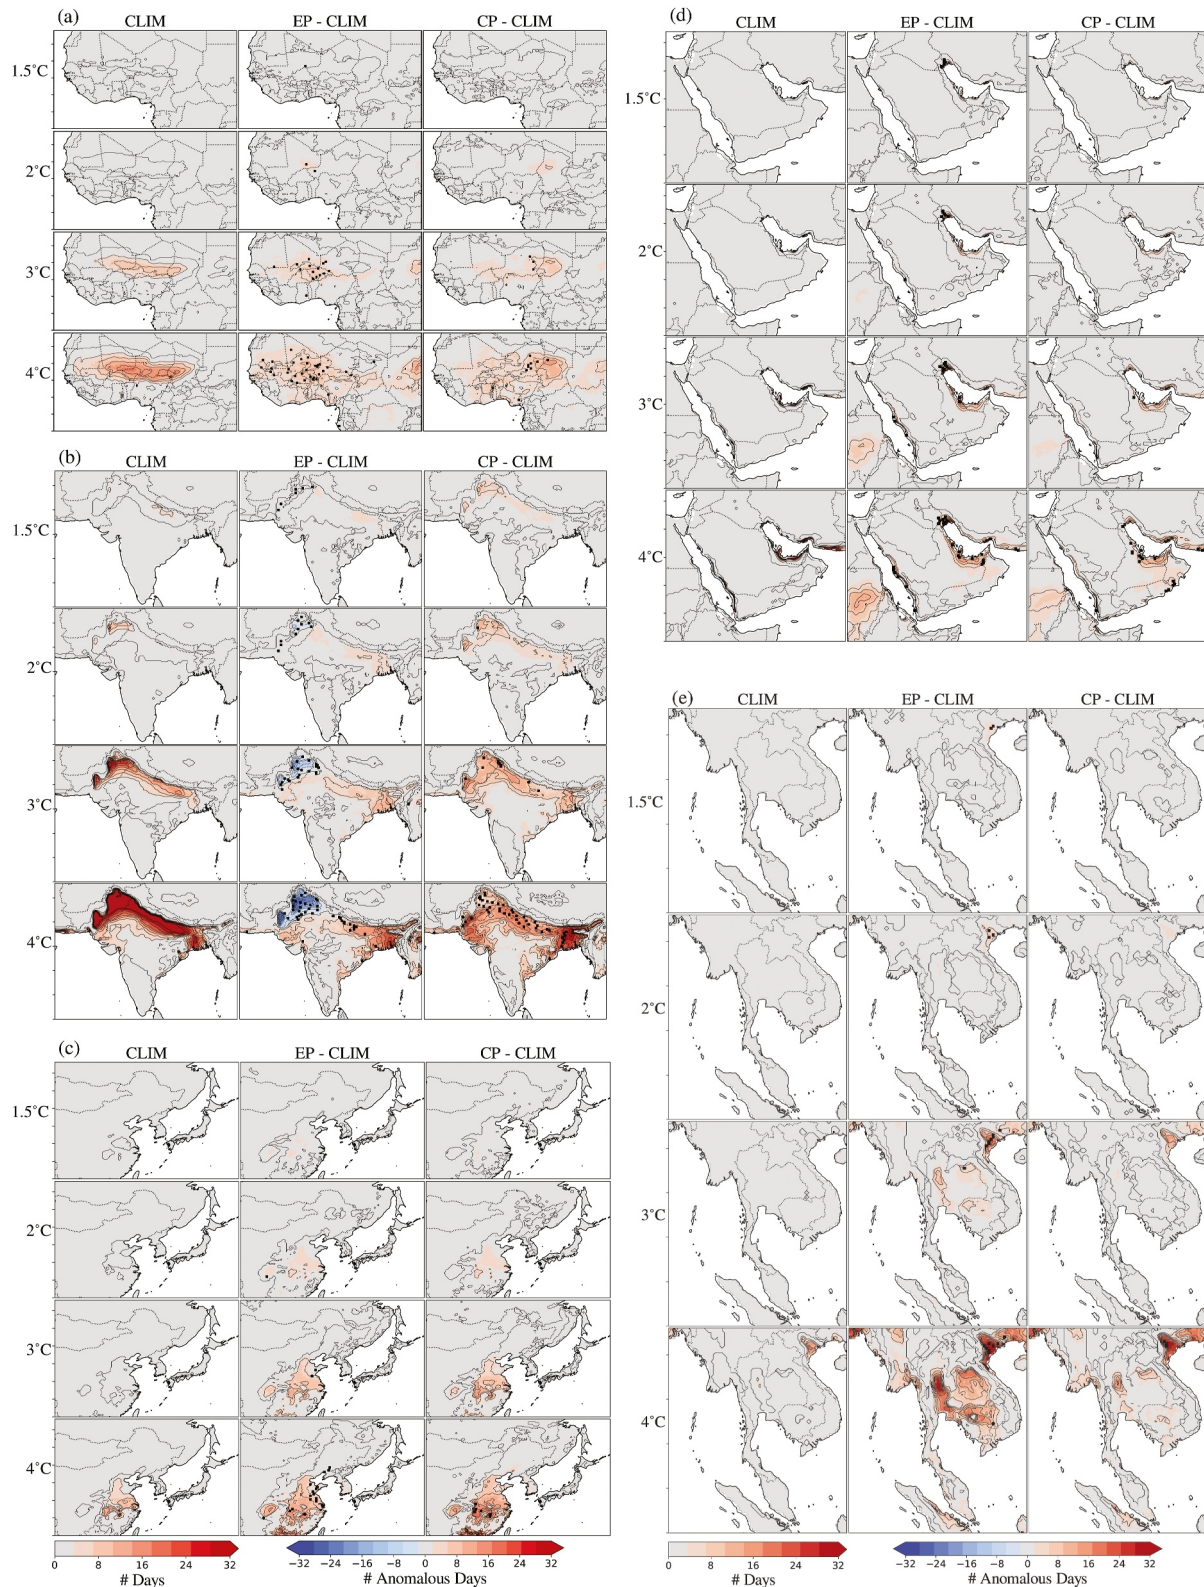 (a)
CLIM EP - CLIM CP - CLIM
1.5°C
2°C
3°C
4°C
(b)
CLIM EP - CLIM CP - CLIM
1.5°C
2°C
3°C
4°C
(c)
CLIM EP - CLIM CP - CLIM
1.5°C
2°C
3°C
4°C
0 8 16 24 32
# Days
−32 −24 −16 −8 0 8 16 24 32
# Anomalous Days
(d)
CLIM EP - CLIM CP - CLIM
1.5°C
2°C
3°C
4°C
(e)
CLIM EP - CLIM CP - CLIM
1.5°C
2°C
3°C
4°C
0 8 16 24 32
# Days
−32 −24 −16 −8 0 8 16 24 32
# Anomalous Days